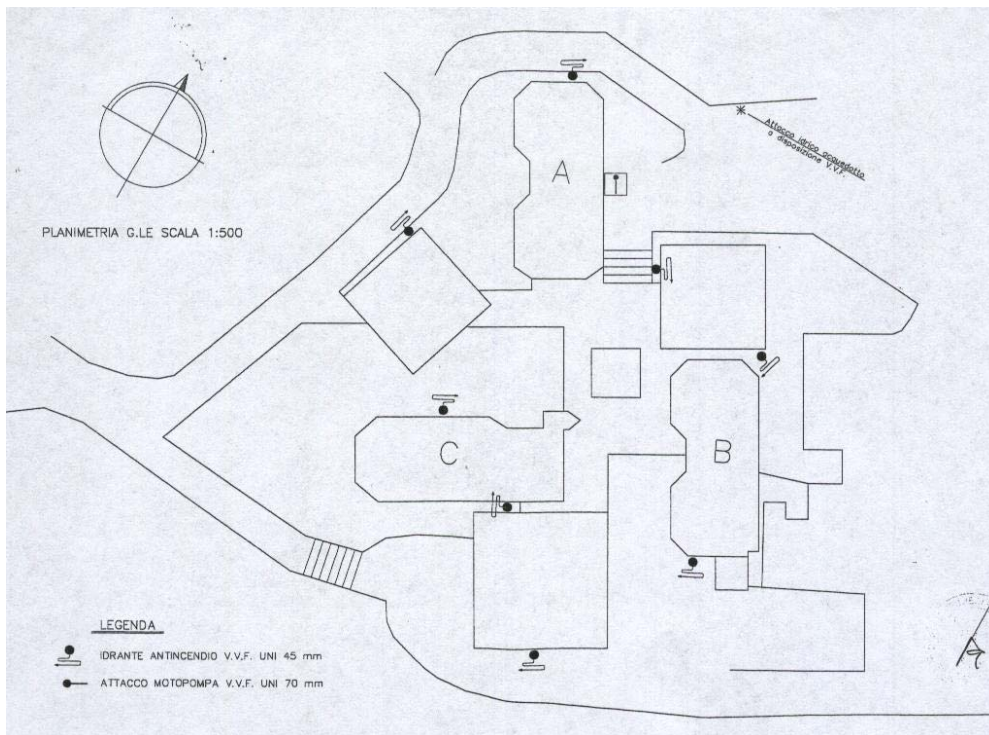 A
Attacco idrico acquedotto
a disposizione V.V.F.
PLANIMETRIA G.LE SCALA 1:500
C
B
LEGENDA
IDRANTE ANTINCENDIO V.V.F. UNI 45 mm
ATTACCO MOTOPOMPA V.V.F. UNI 70 mm